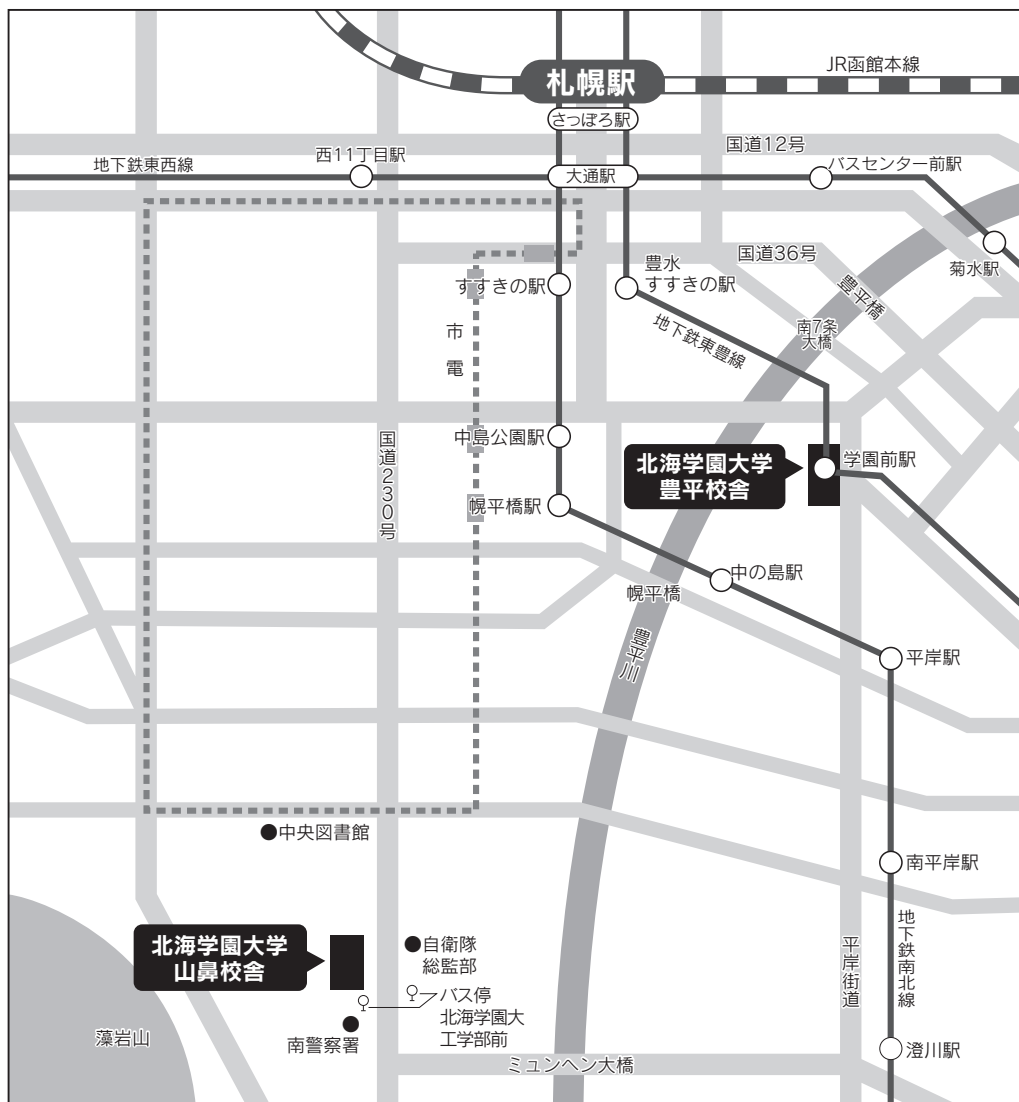 JR函館本線
札幌駅
さっぽろ駅
国道12号
地下鉄東西線
西11丁目駅
大通駅
バスセンター前駅
菊水駅
国道36号
豊平橋
すすきの駅
豊水
すすきの駅
南7条
大橋
地下鉄東豊線
市電
国道230号
中島公園駅
北海学園大学
豊平校舎
学園前駅
幌平橋駅
中の島駅
幌平橋
豊平川
平岸駅
中央図書館
南平岸駅
北海学園大学
山鼻校舎
自衛隊
総監部
バス停
北海学園大
工学部前
南警察署
藻岩山
平岸街道
地下鉄南北線
澄川駅
ミュンヘン大橋